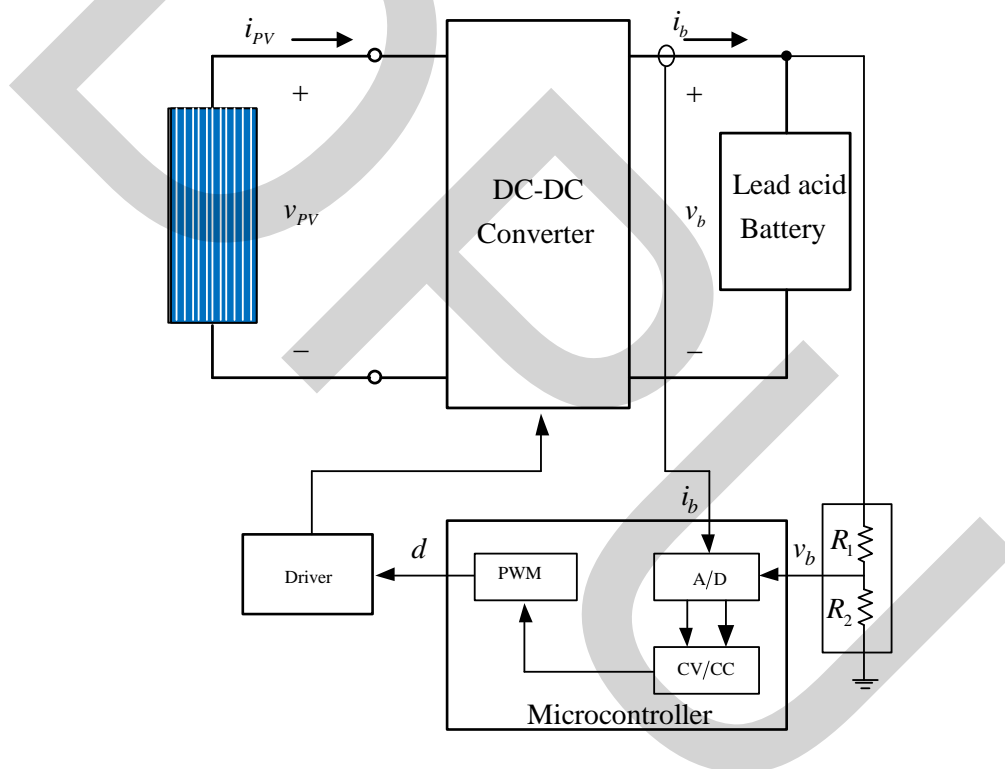 i_PV
i_b
+
+
DC-DC
Converter
Lead acid
Battery
v_PV
v_b
−
−
i_b
d
v_b
R_1
R_2
Driver
PWM
A/D
CV/CC
Microcontroller
DPU